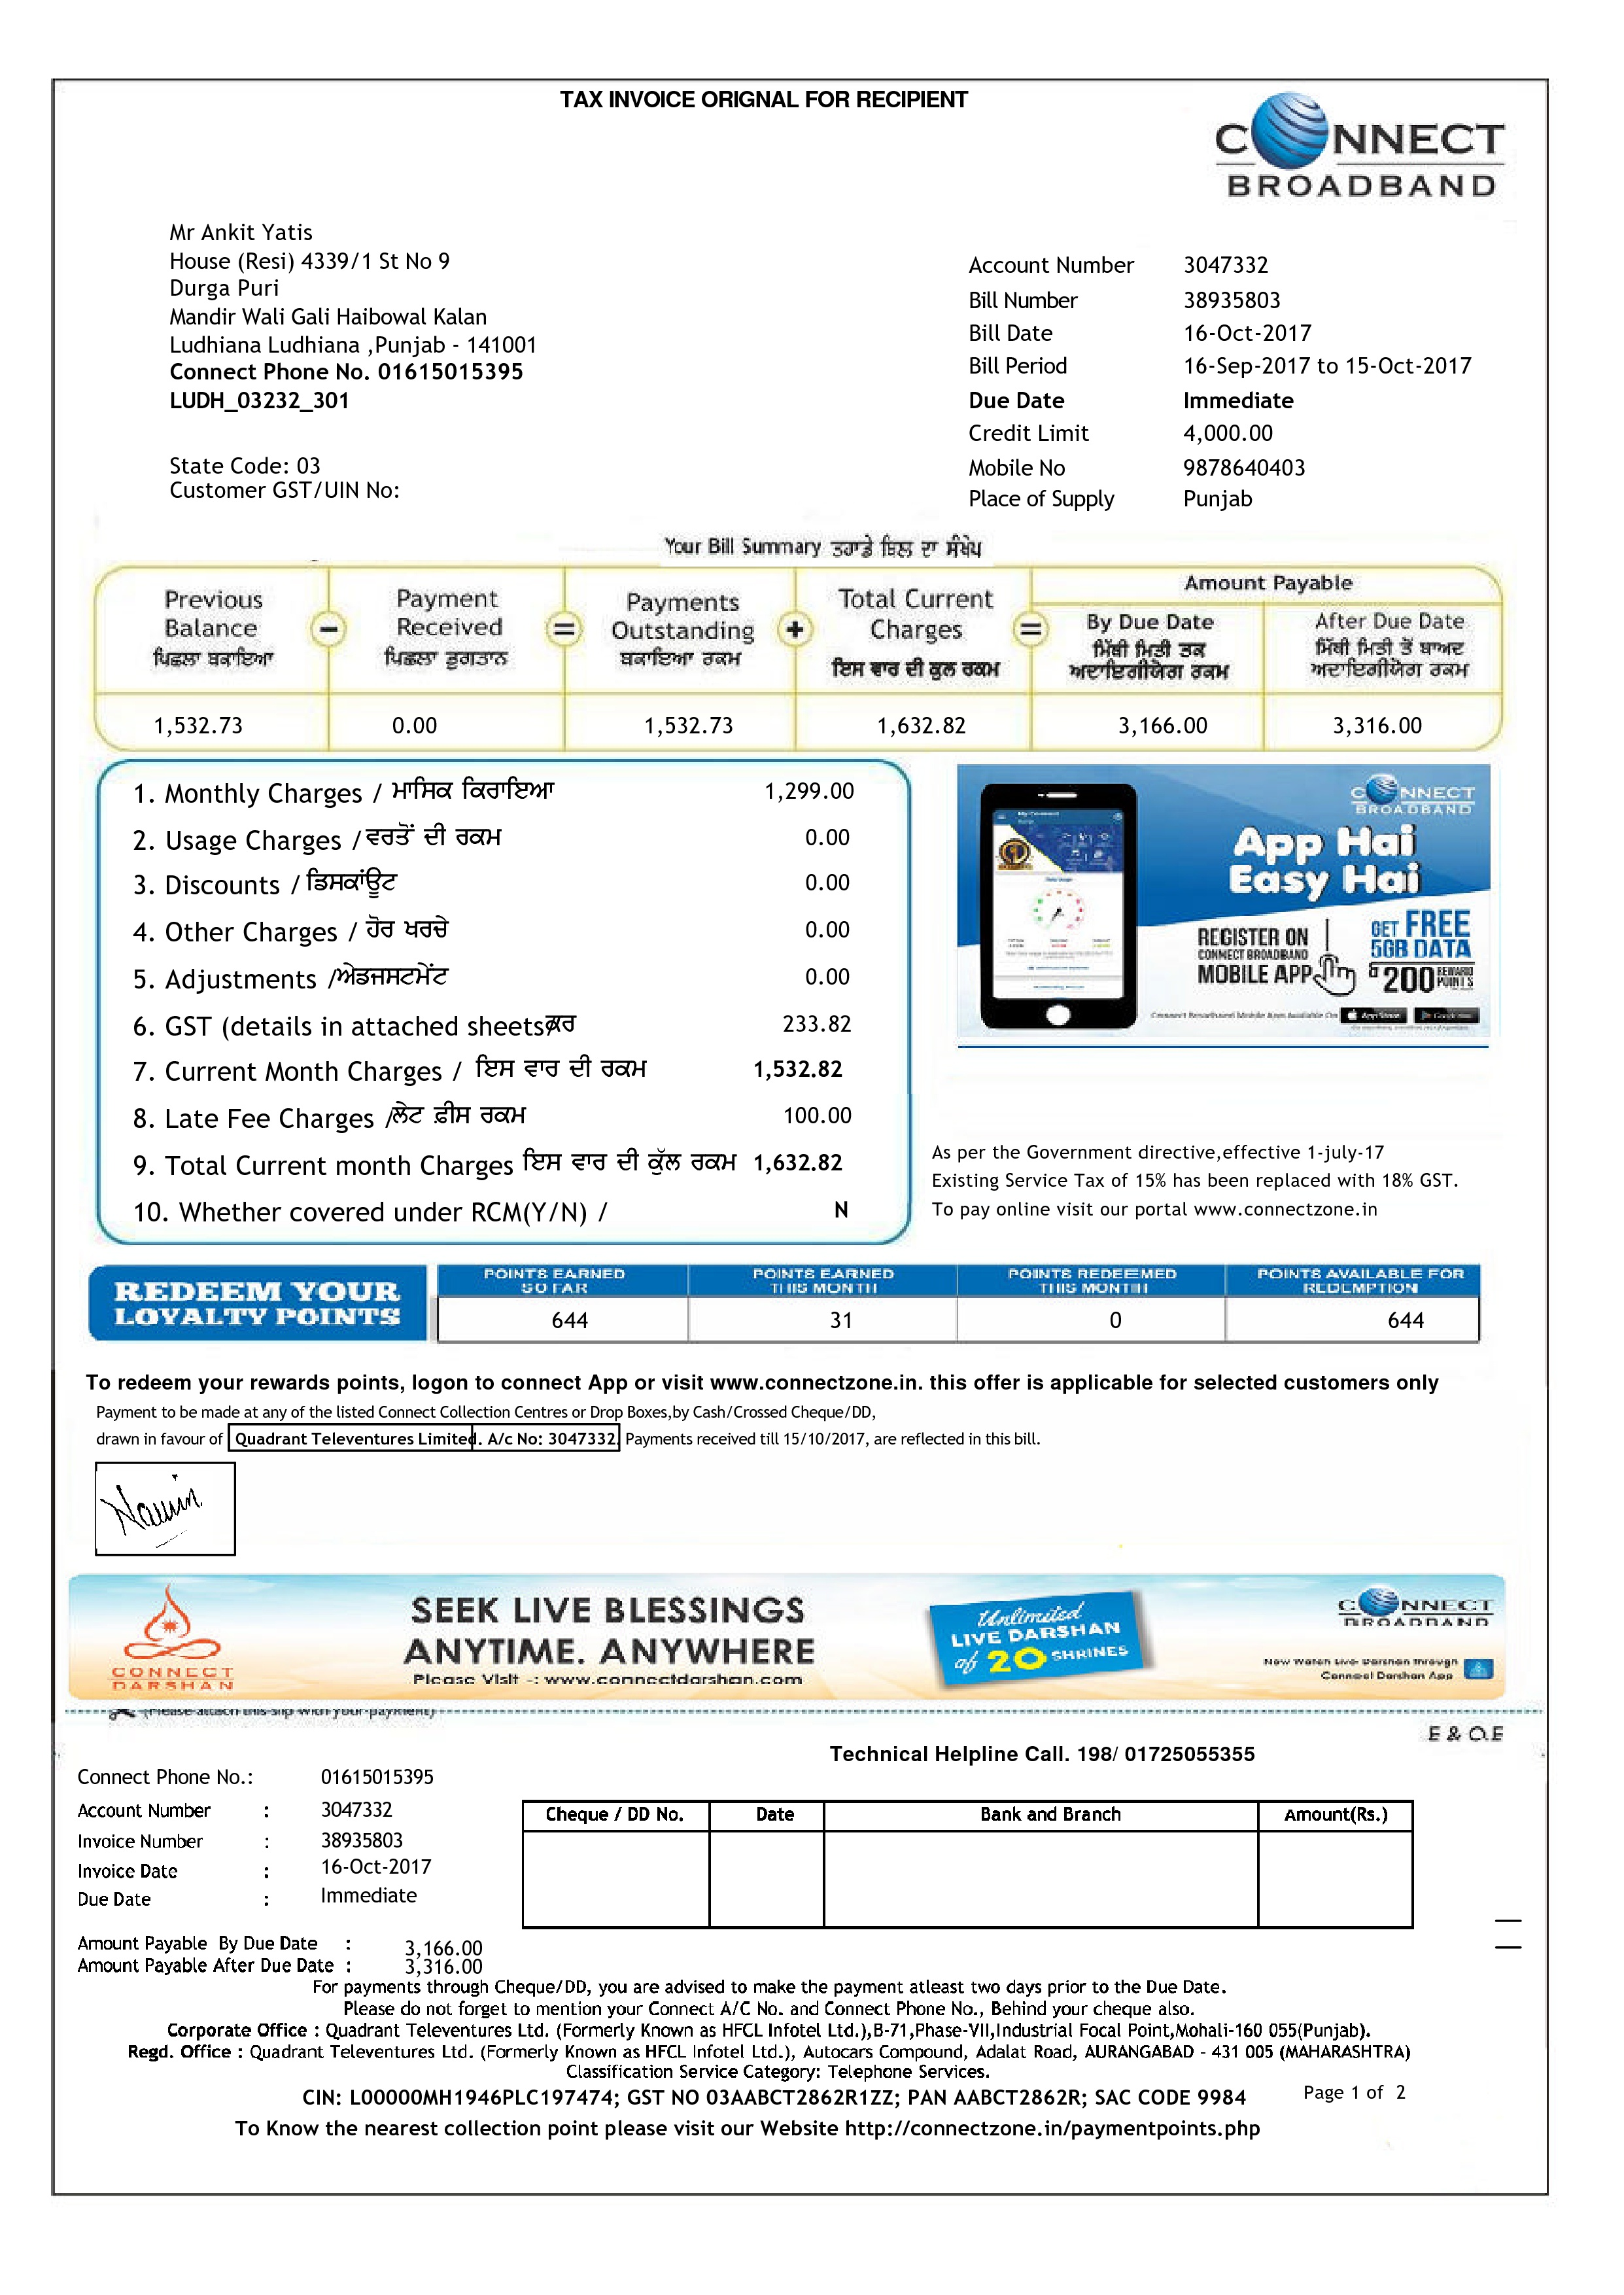 TAX INVOICE ORIGNAL FOR RECIPIENT
CONNECT
BROADBAND
Mr Ankit Yatis
House (Resi) 4339/1 St No 9
Durga Puri
Mandir Wali Gali Haibowal Kalan
Ludhiana Ludhiana ,Punjab - 141001
Connect Phone No. 01615015395
LUDH_03232_301
State Code: 03
Customer GST/UIN No:
Account Number 3047332
Bill Number 38935803
Bill Date 16-Oct-2017
Bill Period 16-Sep-2017 to 15-Oct-2017
Due Date Immediate
Credit Limit 4,000.00
Mobile No 9878640403
Place of Supply Punjab
Your Bill Summary ਤੁਹਾਡੇ ਬਿਲ ਦਾ ਸੰਖੇਪ
Previous Balance ਪਿਛਲਾ ਬਕਾਇਆ
−
Payment Received ਪਿਛਲਾ ਭੁਗਤਾਨ
=
Payments Outstanding ਬਕਾਇਆ ਰਕਮ
+
Total Current Charges ਇਸ ਵਾਰ ਦੀ ਕੁਲ ਰਕਮ
=
Amount Payable
By Due Date ਮਿੱਥੀ ਮਿਤੀ ਤਕ ਅਦਾਇਗੀਯੋਗ ਰਕਮ
After Due Date ਮਿੱਥੀ ਮਿਤੀ ਤੋਂ ਬਾਅਦ ਅਦਾਇਗੀਯੋਗ ਰਕਮ
1,532.73 0.00 1,532.73 1,632.82 3,166.00 3,316.00
1. Monthly Charges / ਮਾਸਿਕ ਕਿਰਾਇਆ 1,299.00
2. Usage Charges / ਵਰਤੋਂ ਦੀ ਰਕਮ 0.00
3. Discounts / ਡਿਸਕਾਂਊਟ 0.00
4. Other Charges / ਹੋਰ ਖਰਚੇ 0.00
5. Adjustments /ਅੇਡਜਸਟਮੇਂਟ 0.00
6. GST (details in attached sheets ਕਰ 233.82
7. Current Month Charges / ਇਸ ਵਾਰ ਦੀ ਰਕਮ 1,532.82
8. Late Fee Charges /ਲੇਟ ਫ਼ੀਸ ਰਕਮ 100.00
9. Total Current month Charges ਇਸ ਵਾਰ ਦੀ ਕੁੱਲ ਰਕਮ 1,632.82
10. Whether covered under RCM(Y/N) / N
My Connect
CONNECT
BROADBAND
App Hai
Easy Hai
REGISTER ON
CONNECT BROADBAND
MOBILE APP
GET FREE
5GB DATA
& 200 REWARD POINTS
Connect Broadband Mobile Apps Available On App Store Google Play
As per the Government directive,effective 1-july-17
Existing Service Tax of 15% has been replaced with 18% GST.
To pay online visit our portal www.connectzone.in
REDEEM YOUR
LOYALTY POINTS
POINTS EARNED SO FAR
POINTS EARNED THIS MONTH
POINTS REDEEMED THIS MONTH
POINTS AVAILABLE FOR REDEMPTION
644 31 0 644
To redeem your rewards points, logon to connect App or visit www.connectzone.in. this offer is applicable for selected customers only
Payment to be made at any of the listed Connect Collection Centres or Drop Boxes,by Cash/Crossed Cheque/DD,
drawn in favour of Quadrant Televentures Limited. A/c No: 3047332. Payments received till 15/10/2017, are reflected in this bill.
CONNECT
DARSHAN
SEEK LIVE BLESSINGS
ANYTIME. ANYWHERE
Please Visit -: www.connectdarshan.com
Unlimited
LIVE DARSHAN
of 20 SHRINES
CONNECT
BROADBAND
Now Watch Live Darshan through
Connect Darshan App
(Please attach this slip with your payment)
E & O.E
Technical Helpline Call. 198/ 01725055355
Connect Phone No.: 01615015395
Account Number : 3047332
Invoice Number : 38935803
Invoice Date : 16-Oct-2017
Due Date : Immediate
Cheque / DD No. Date Bank and Branch Amount(Rs.)
Amount Payable By Due Date : 3,166.00
Amount Payable After Due Date : 3,316.00
For payments through Cheque/DD, you are advised to make the payment atleast two days prior to the Due Date.
Please do not forget to mention your Connect A/C No. and Connect Phone No., Behind your cheque also.
Corporate Office : Quadrant Televentures Ltd. (Formerly Known as HFCL Infotel Ltd.),B-71,Phase-VII,Industrial Focal Point,Mohali-160 055(Punjab).
Regd. Office : Quadrant Televentures Ltd. (Formerly Known as HFCL Infotel Ltd.), Autocars Compound, Adalat Road, AURANGABAD - 431 005 (MAHARASHTRA)
Classification Service Category: Telephone Services.
CIN: L00000MH1946PLC197474; GST NO 03AABCT2862R1ZZ; PAN AABCT2862R; SAC CODE 9984
Page 1 of 2
To Know the nearest collection point please visit our Website http://connectzone.in/paymentpoints.php